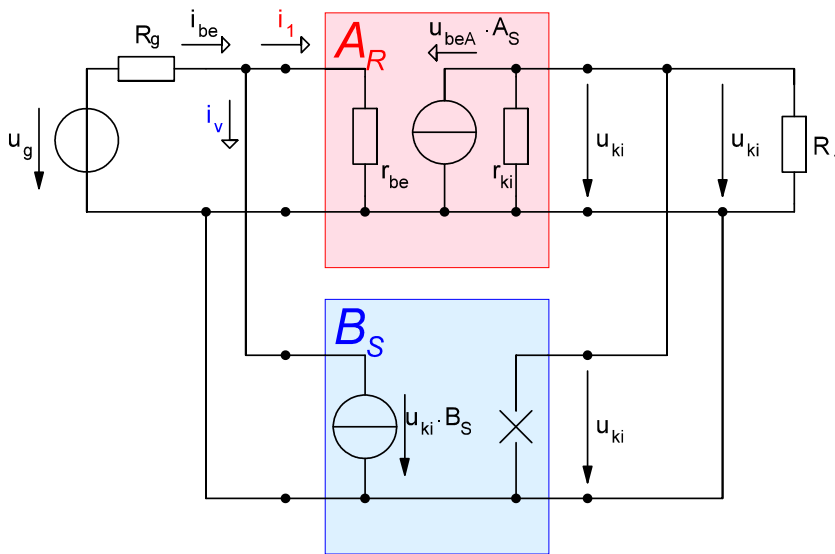 R_g
i_be
i_1
A_R
u_beA · A_S
i_v
u_g
r_be
r_ki
u_ki
u_ki
R
B_S
u_ki · B_S
u_ki